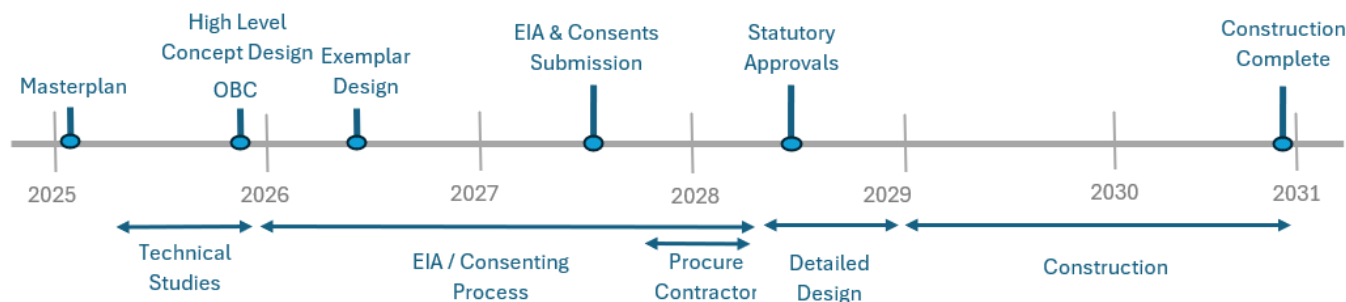 High Level
Concept Design
OBC
Masterplan
Exemplar
Design
EIA & Consents
Submission
Statutory
Approvals
Construction
Complete
2025
2026
2027
2028
2029
2030
2031
Technical
Studies
EIA / Consenting
Process
Procure
Contractor
Detailed
Design
Construction